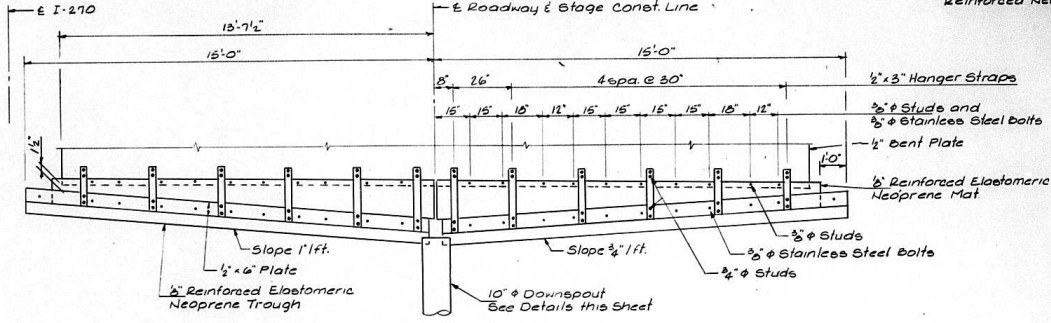 ℄ I-270
℄ Roadway & Stage Const. Line
13'-7½"
15'-0"
15'-0"
8" 26" 4 spa. @ 30"
½" x 3" Hanger Straps
15" 15" 18" 12" 15" 15" 15" 15" 18" 12"
⅜" φ Studs and
⅜" φ Stainless Steel Bolts
½" Bent Plate
1½"
1'-0"
⅛" Reinforced Elastomeric
Neoprene Mat
⅜" φ Studs
⅜" φ Stainless Steel Bolts
¾" φ Studs
Slope 1"/ft.
Slope ¾"/ft.
½" x 6" Plate
⅛" Reinforced Elastomeric
Neoprene Trough
10" φ Downspout
See Details this Sheet